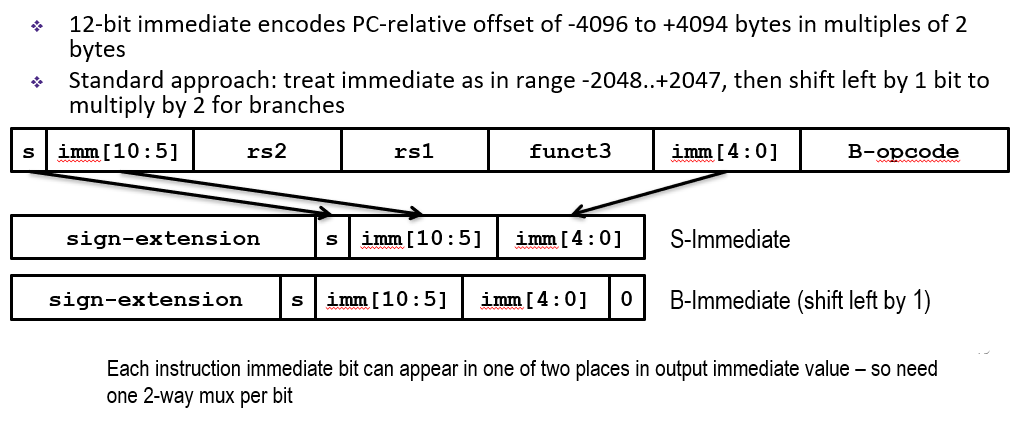 12-bit immediate encodes PC-relative offset of -4096 to +4094 bytes in multiples of 2
bytes
Standard approach: treat immediate as in range -2048..+2047, then shift left by 1 bit to
multiply by 2 for branches
s imm[10:5] rs2 rs1 funct3 imm[4:0] B-opcode
sign-extension s imm[10:5] imm[4:0] S-Immediate
sign-extension s imm[10:5] imm[4:0] 0 B-Immediate (shift left by 1)
Each instruction immediate bit can appear in one of two places in output immediate value – so need
one 2-way mux per bit